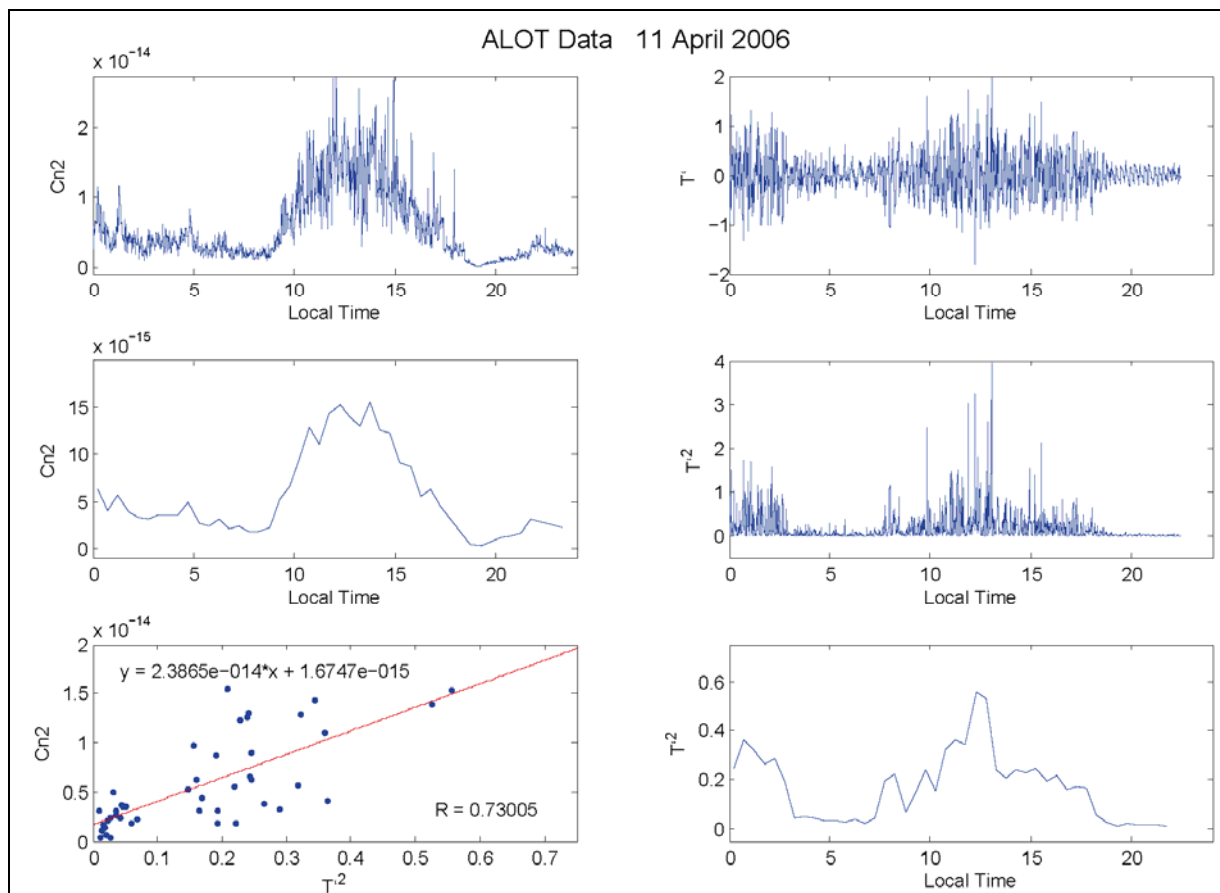 ALOT Data 11 April 2006
x 10−14
Cn2
2
1
0
0 5 10 15 20
Local Time
T'
2
1
0
−1
−2
0 5 10 15 20
Local Time
x 10−15
Cn2
15
10
5
0
0 5 10 15 20
Local Time
T'2
4
3
2
1
0
0 5 10 15 20
Local Time
x 10−14
Cn2
2
1.5
1
0.5
0
y = 2.3865e−014*x + 1.6747e−015
R = 0.73005
0 0.1 0.2 0.3 0.4 0.5 0.6 0.7
T'2
T'2
0.6
0.4
0.2
0
0 5 10 15 20
Local Time